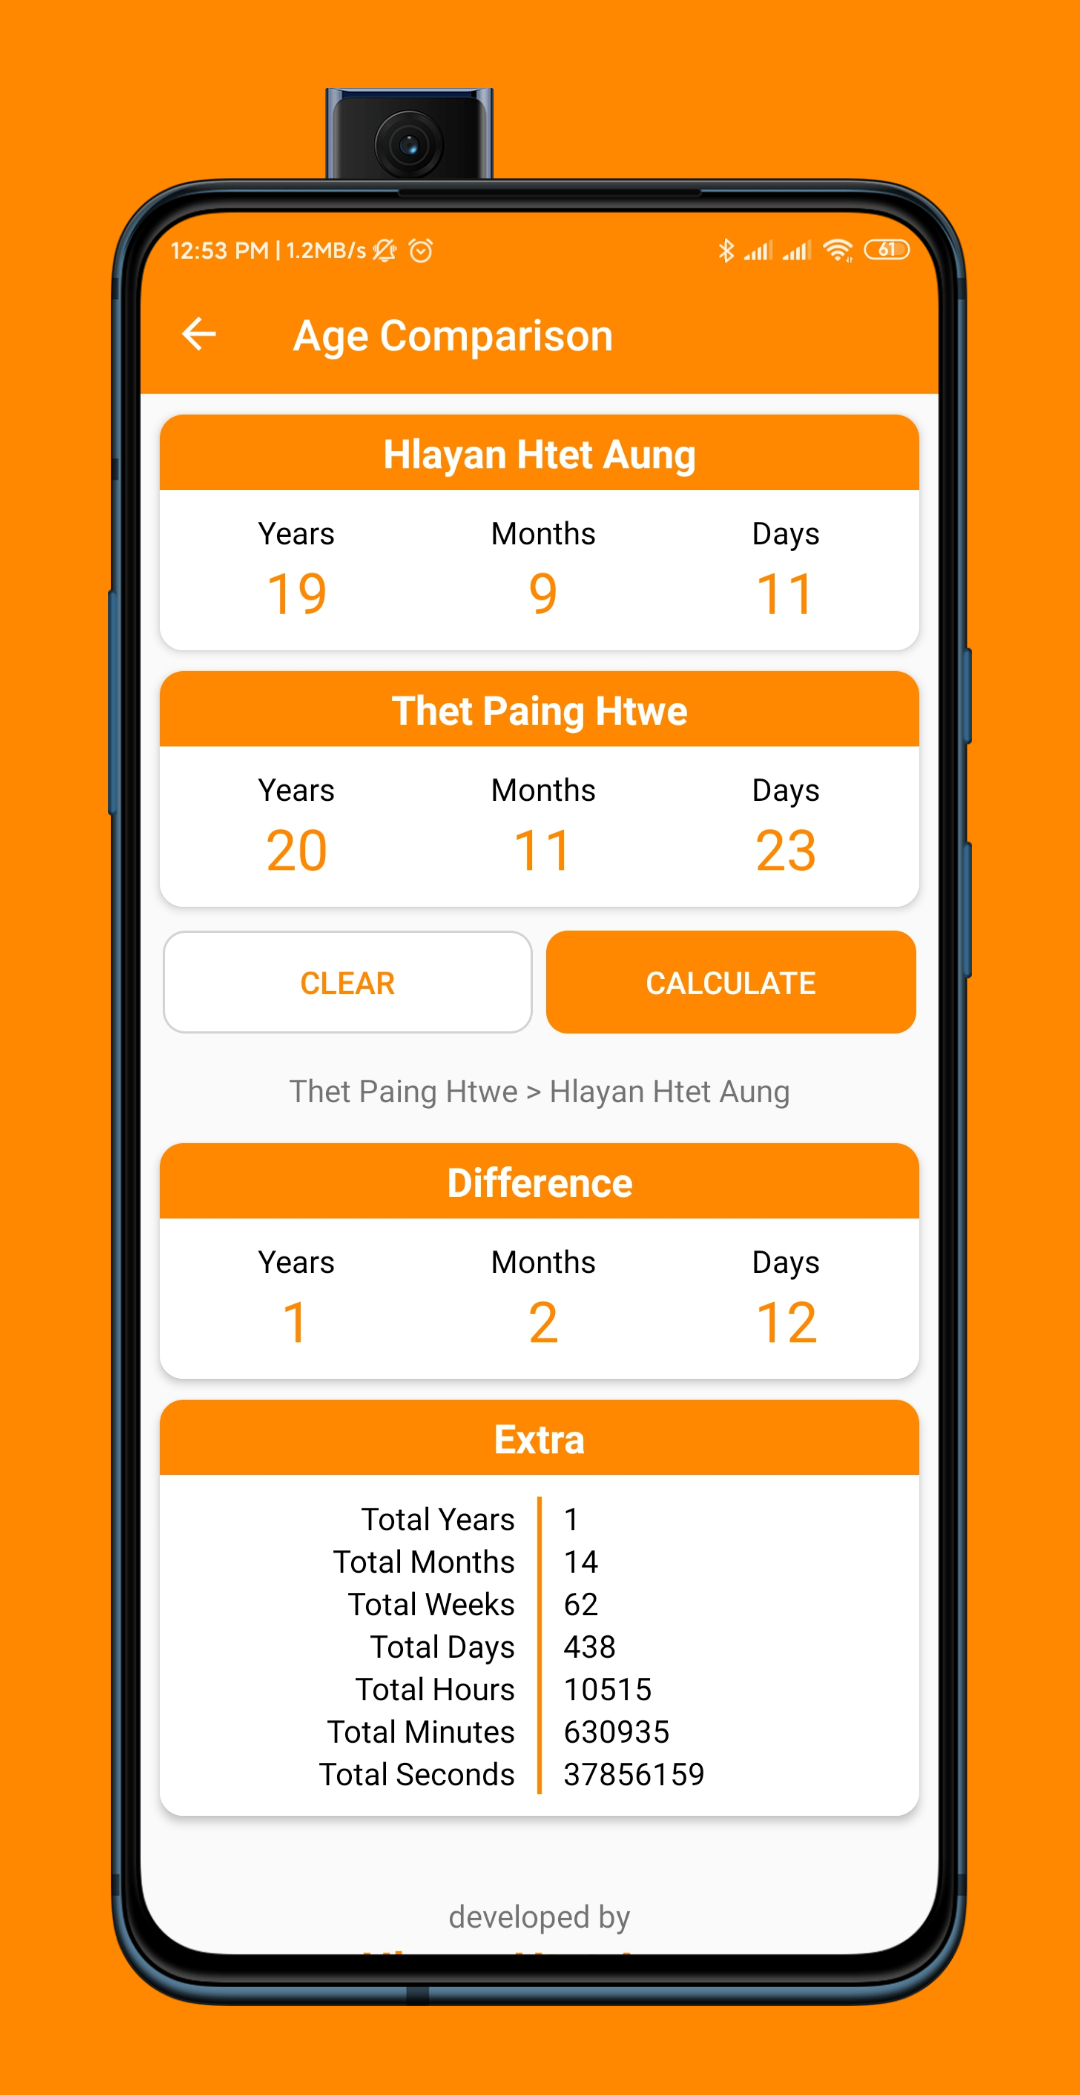 12:53 PM | 1.2MB/s 61
Age Comparison
Hlayan Htet Aung
Years Months Days
19 9 11
Thet Paing Htwe
Years Months Days
20 11 23
CLEAR CALCULATE
Thet Paing Htwe > Hlayan Htet Aung
Difference
Years Months Days
1 2 12
Extra
Total Years 1
Total Months 14
Total Weeks 62
Total Days 438
Total Hours 10515
Total Minutes 630935
Total Seconds 37856159
developed by